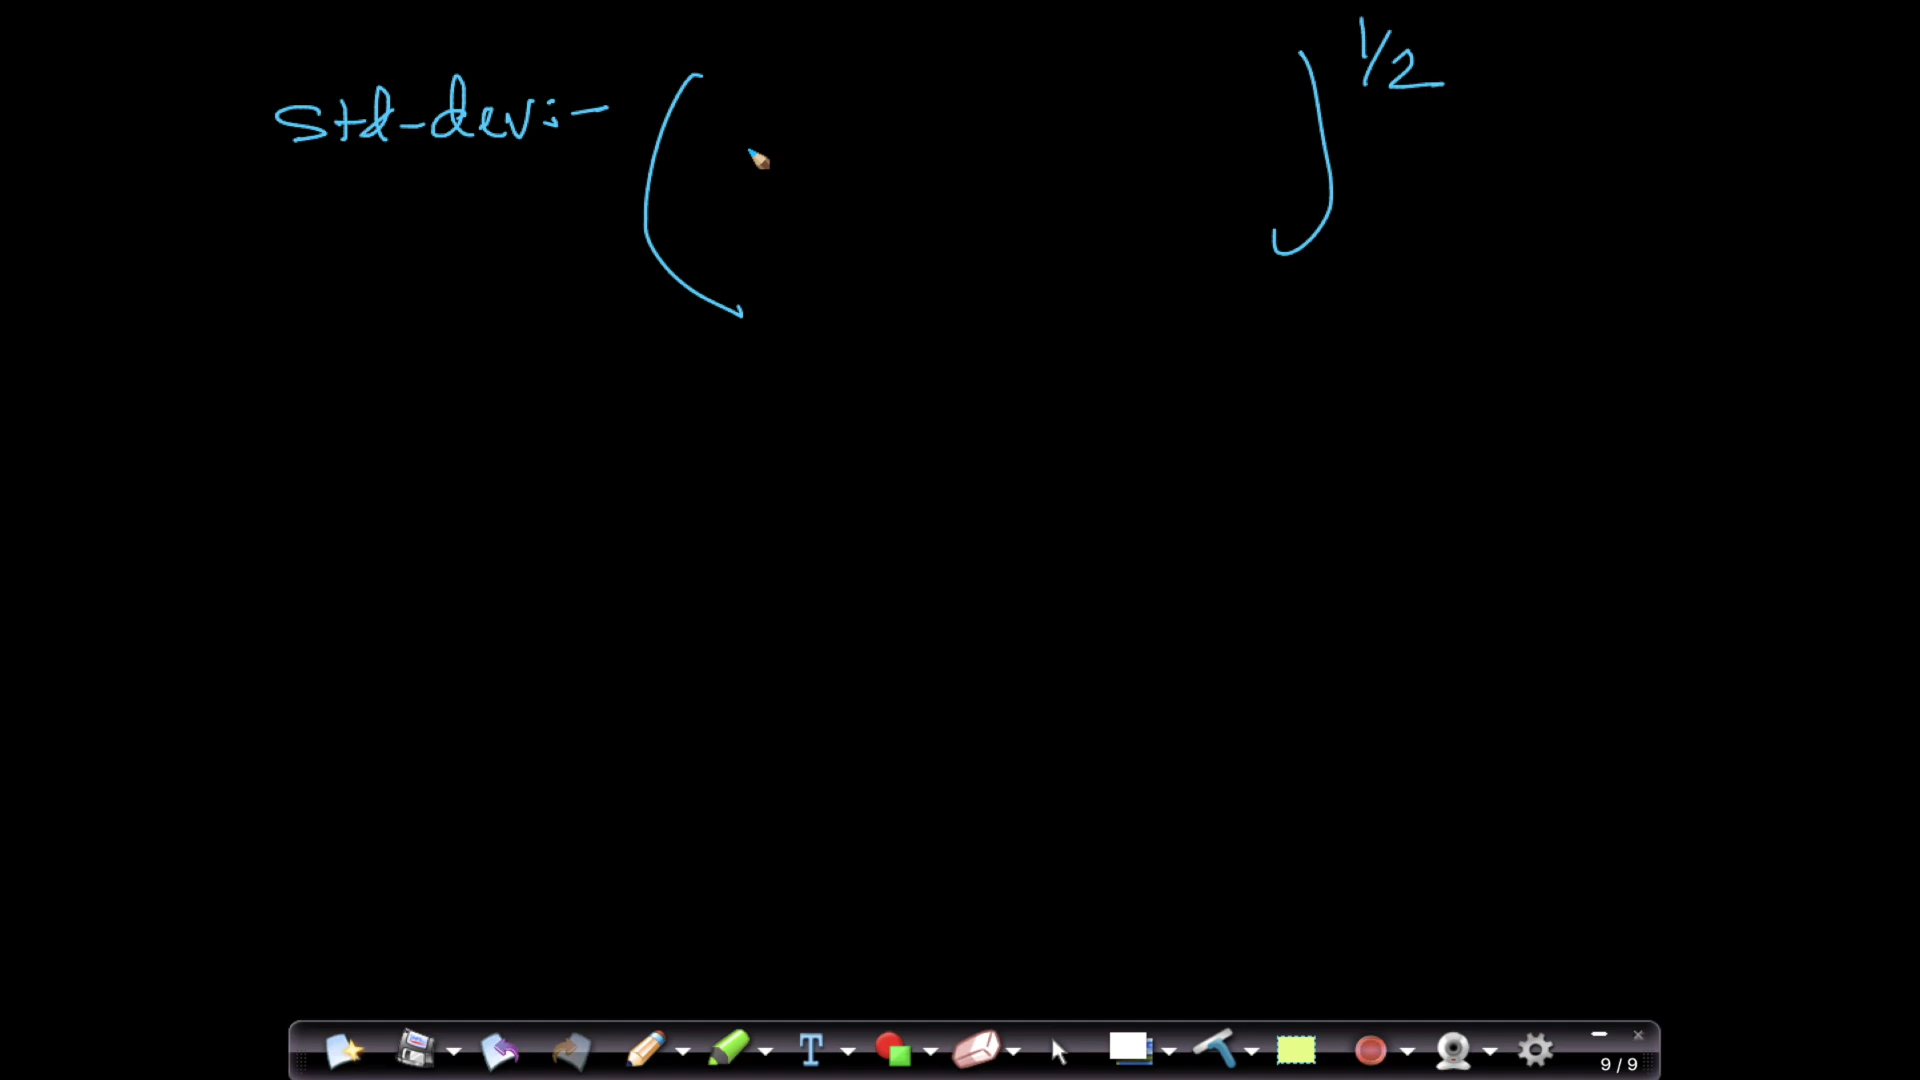 Std-dev:- ( )^1/2
T
9 / 9